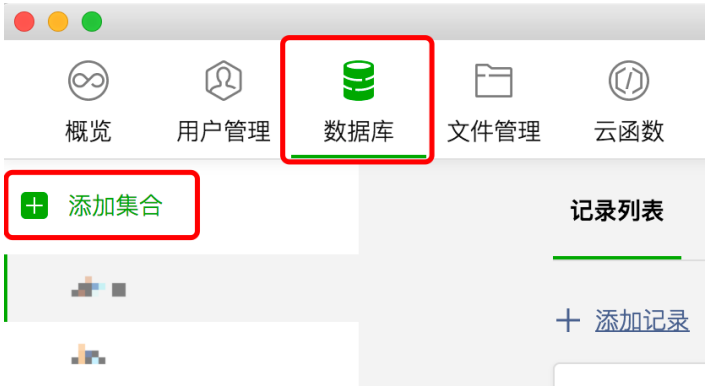 概览
用户管理
数据库
文件管理
云函数
添加集合
记录列表
添加记录